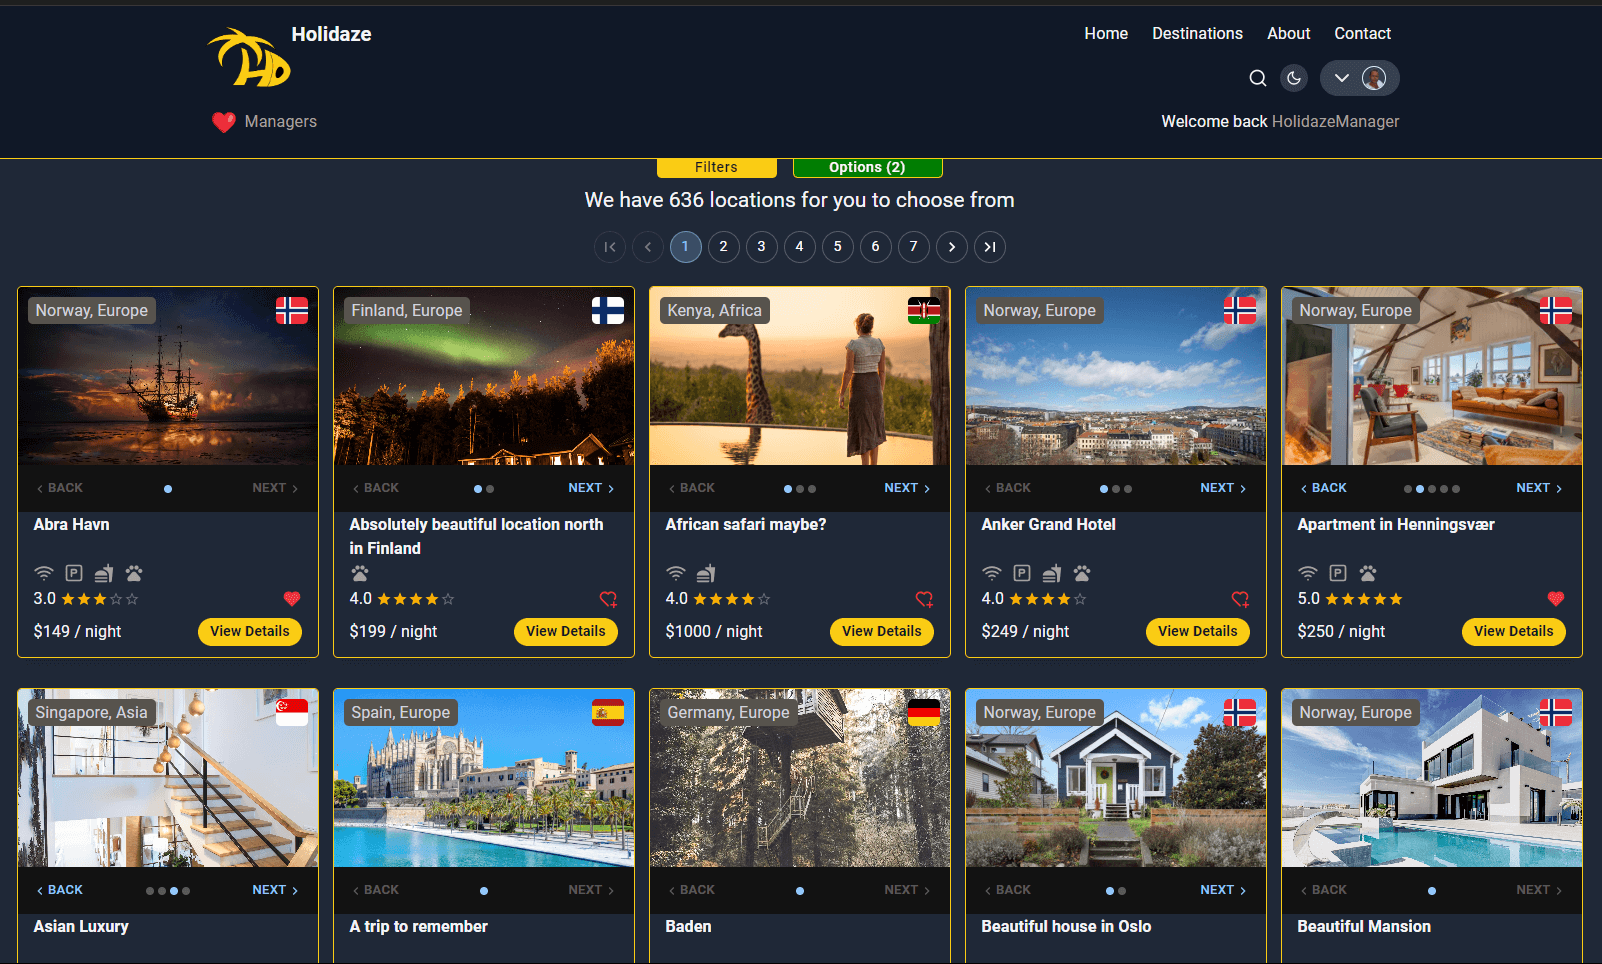 Holidaze
Home Destinations About Contact
Managers
Welcome back HolidazeManager
Filters Options (2)
We have 636 locations for you to choose from
1 2 3 4 5 6 7
Norway, Europe
BACK NEXT
Abra Havn
P
3.0
$149 / night View Details
Finland, Europe
BACK NEXT
Absolutely beautiful location north
in Finland
4.0
$199 / night View Details
Kenya, Africa
BACK NEXT
African safari maybe?
4.0
$1000 / night View Details
Norway, Europe
BACK NEXT
Anker Grand Hotel
P
4.0
$249 / night View Details
Norway, Europe
BACK NEXT
Apartment in Henningsvær
P
5.0
$250 / night View Details
Singapore, Asia
BACK NEXT
Asian Luxury
Spain, Europe
BACK NEXT
A trip to remember
Germany, Europe
BACK NEXT
Baden
Norway, Europe
BACK NEXT
Beautiful house in Oslo
Norway, Europe
BACK NEXT
Beautiful Mansion